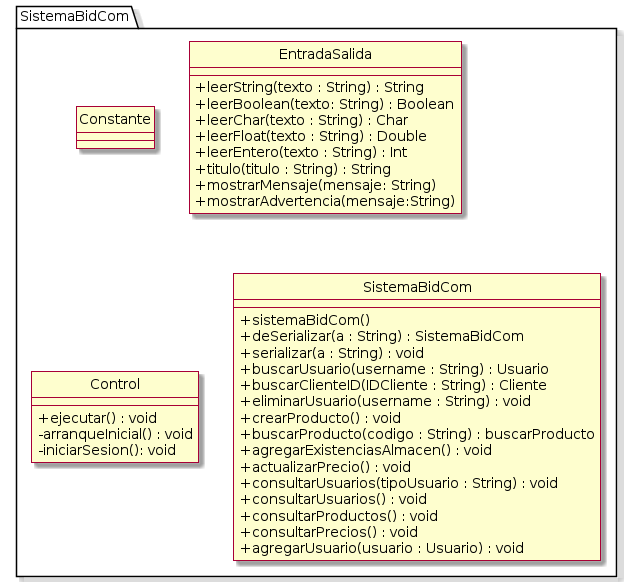 SistemaBidCom
EntradaSalida
+leerString(texto : String) : String
+leerBoolean(texto: String) : Boolean
+leerChar(texto : String) : Char
+leerFloat(texto : String) : Double
+leerEntero(texto : String) : Int
+titulo(titulo : String) : String
+mostrarMensaje(mensaje: String)
+mostrarAdvertencia(mensaje:String)
Constante
SistemaBidCom
+sistemaBidCom()
+deSerializar(a : String) : SistemaBidCom
+serializar(a : String) : void
+buscarUsuario(username : String) : Usuario
+buscarClienteID(IDCliente : String) : Cliente
+eliminarUsuario(username : String) : void
+crearProducto() : void
+buscarProducto(codigo : String) : buscarProducto
+agregarExistenciasAlmacen() : void
+actualizarPrecio() : void
+consultarUsuarios(tipoUsuario : String) : void
+consultarUsuarios() : void
+consultarProductos() : void
+consultarPrecios() : void
+agregarUsuario(usuario : Usuario) : void
Control
+ejecutar() : void
-arranqueInicial() : void
-iniciarSesion(): void